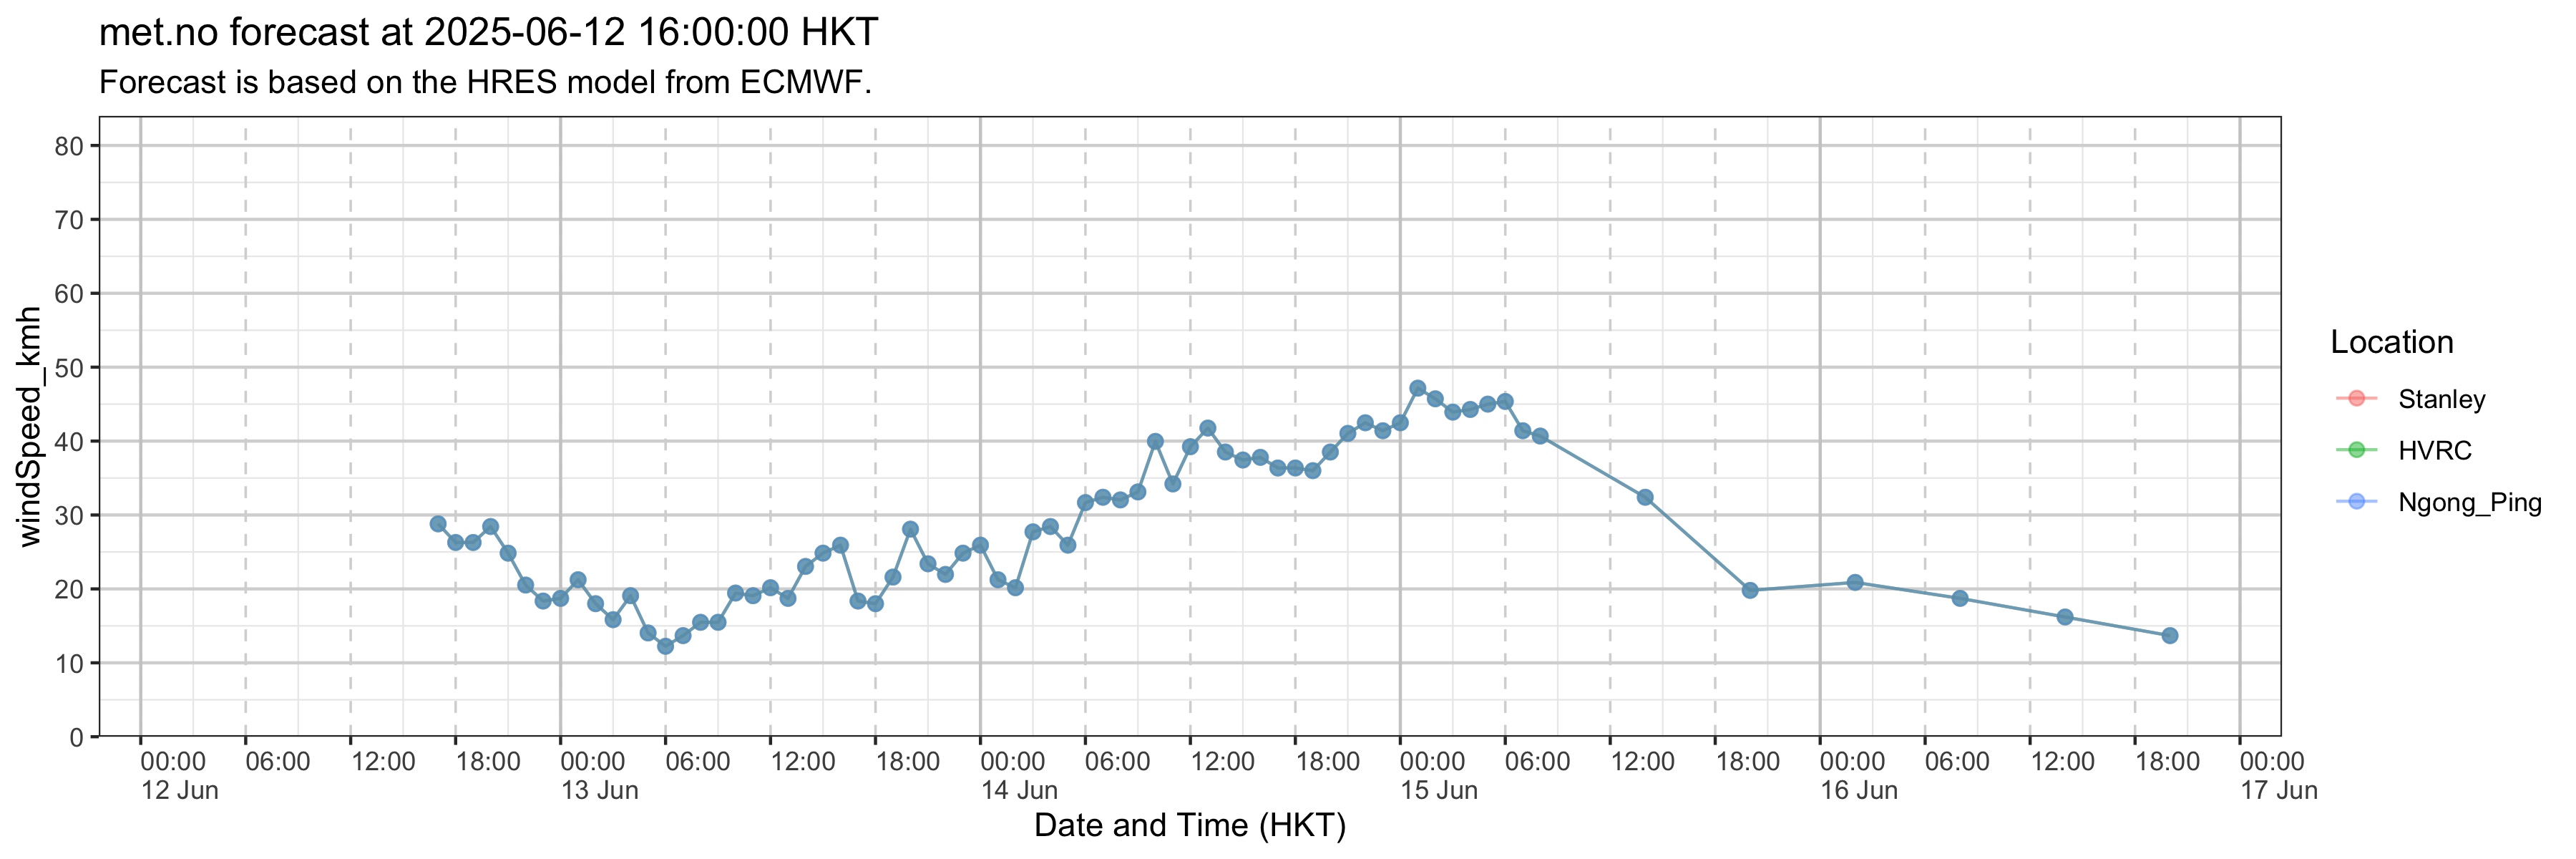 met.no forecast at 2025-06-12 16:00:00 HKT
Forecast is based on the HRES model from ECMWF.
windSpeed_kmh
80
70
60
50
40
30
20
10
0
00:00 06:00 12:00 18:00 00:00 06:00 12:00 18:00 00:00 06:00 12:00 18:00 00:00 06:00 12:00 18:00 00:00 06:00 12:00 18:00 00:00
12 Jun 13 Jun 14 Jun 15 Jun 16 Jun 17 Jun
Date and Time (HKT)
Location
Stanley
HVRC
Ngong_Ping